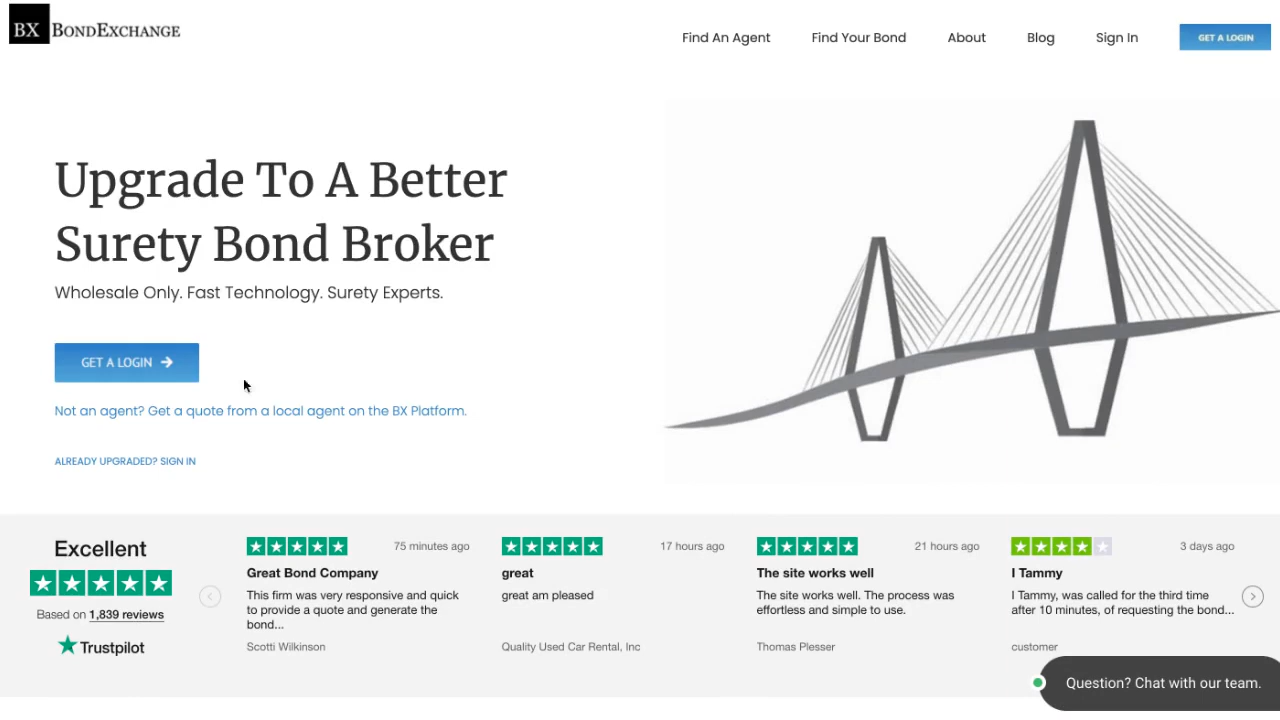 BX BONDEXCHANGE
Find An Agent Find Your Bond About Blog Sign In GET A LOGIN
Upgrade To A Better
Surety Bond Broker
Wholesale Only. Fast Technology. Surety Experts.
GET A LOGIN
Not an agent? Get a quote from a local agent on the BX Platform.
ALREADY UPGRADED? SIGN IN
Excellent
Based on 1,839 reviews
Trustpilot
75 minutes ago
Great Bond Company
This firm was very responsive and quick
to provide a quote and generate the
bond...
Scotti Wilkinson
17 hours ago
great
great am pleased
Quality Used Car Rental, Inc
21 hours ago
The site works well
The site works well. The process was
effortless and simple to use.
Thomas Plesser
3 days ago
I Tammy
I Tammy, was called for the third time
after 10 minutes, of requesting the bond...
customer
Question? Chat with our team.